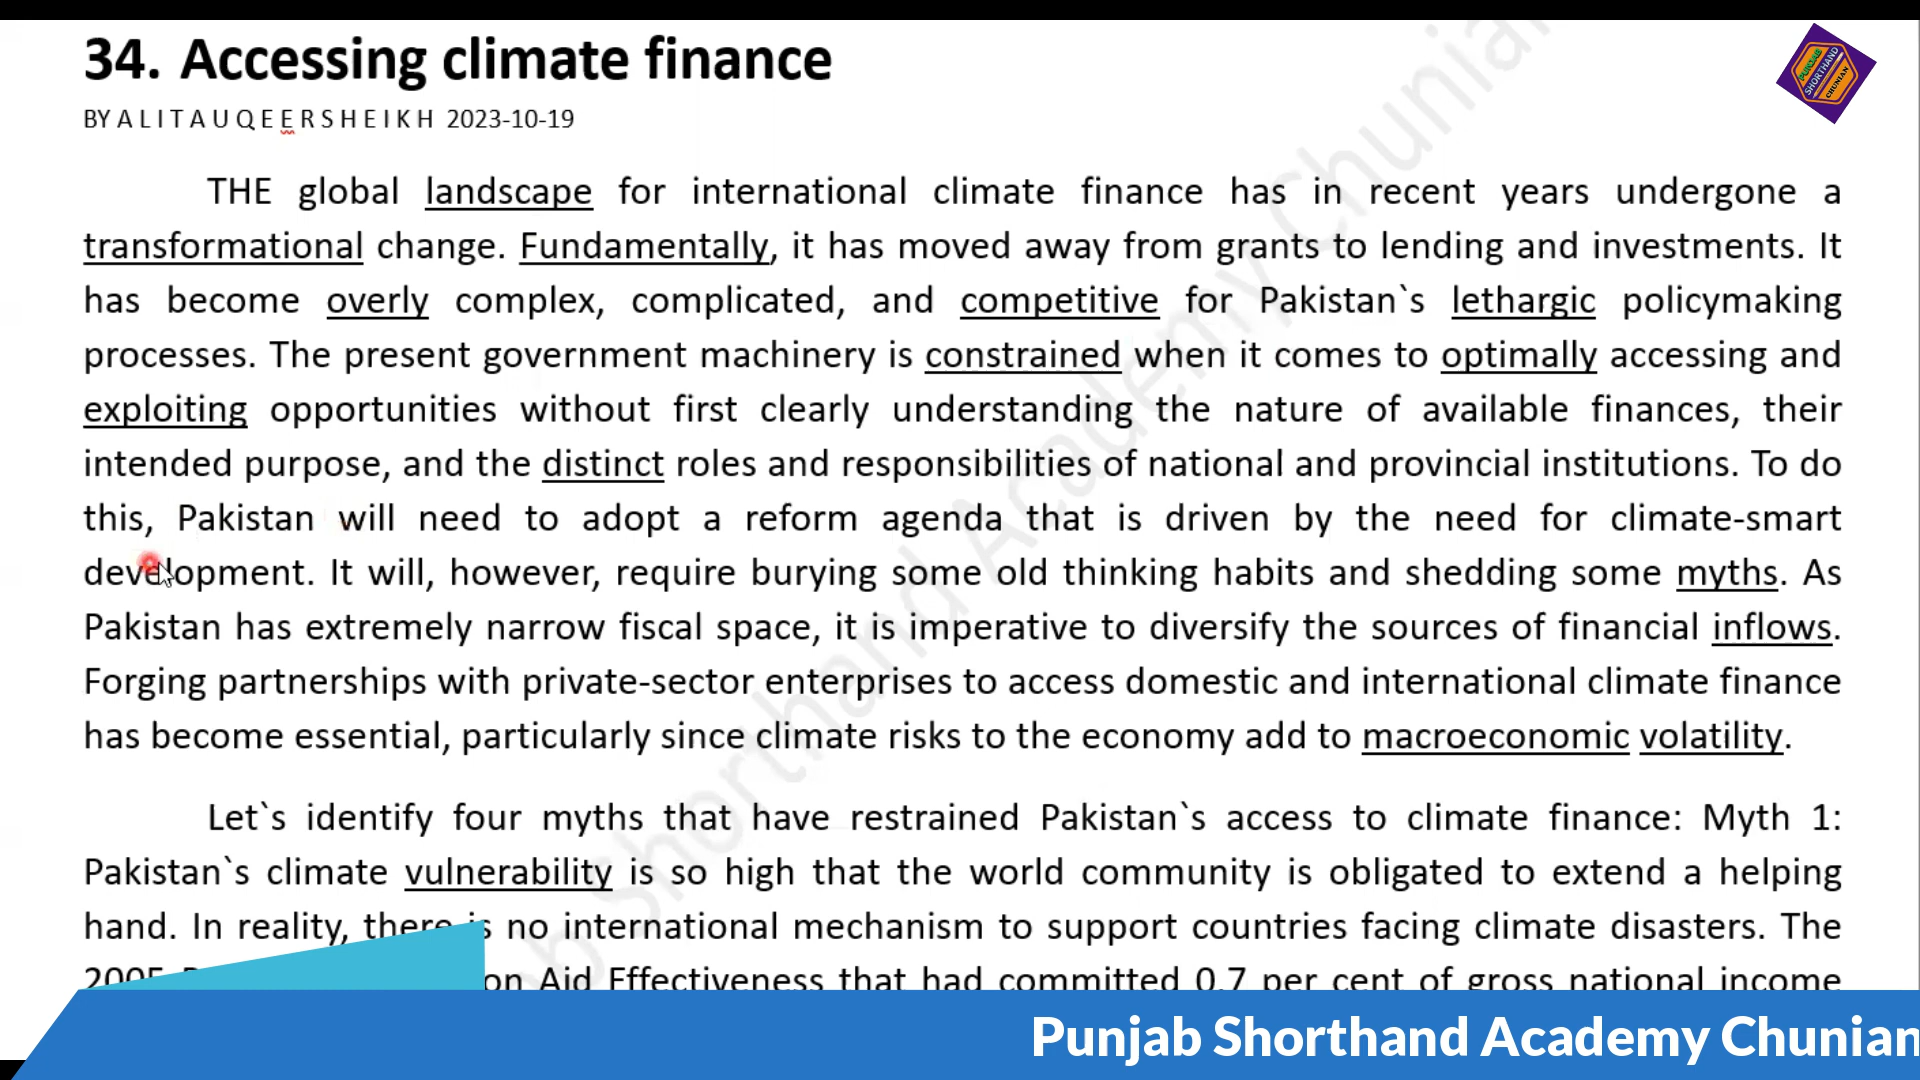 34. Accessing climate finance
BY A L I T A U Q E E R S H E I K H 2023-10-19
THE global landscape for international climate finance has in recent years undergone a
transformational change. Fundamentally, it has moved away from grants to lending and investments. It
has become overly complex, complicated, and competitive for Pakistan`s lethargic policymaking
processes. The present government machinery is constrained when it comes to optimally accessing and
exploiting opportunities without first clearly understanding the nature of available finances, their
intended purpose, and the distinct roles and responsibilities of national and provincial institutions. To do
this, Pakistan will need to adopt a reform agenda that is driven by the need for climate-smart
development. It will, however, require burying some old thinking habits and shedding some myths. As
Pakistan has extremely narrow fiscal space, it is imperative to diversify the sources of financial inflows.
Forging partnerships with private-sector enterprises to access domestic and international climate finance
has become essential, particularly since climate risks to the economy add to macroeconomic volatility.
Let`s identify four myths that have restrained Pakistan`s access to climate finance: Myth 1:
Pakistan`s climate vulnerability is so high that the world community is obligated to extend a helping
hand. In reality, there is no international mechanism to support countries facing climate disasters. The
2005 on Aid Effectiveness that had committed 0.7 per cent of gross national income
Punjab Shorthand Academy Chunian
PUNJAB
SHORTHAND
CHUNIAN
Shorthand Academy Chunian